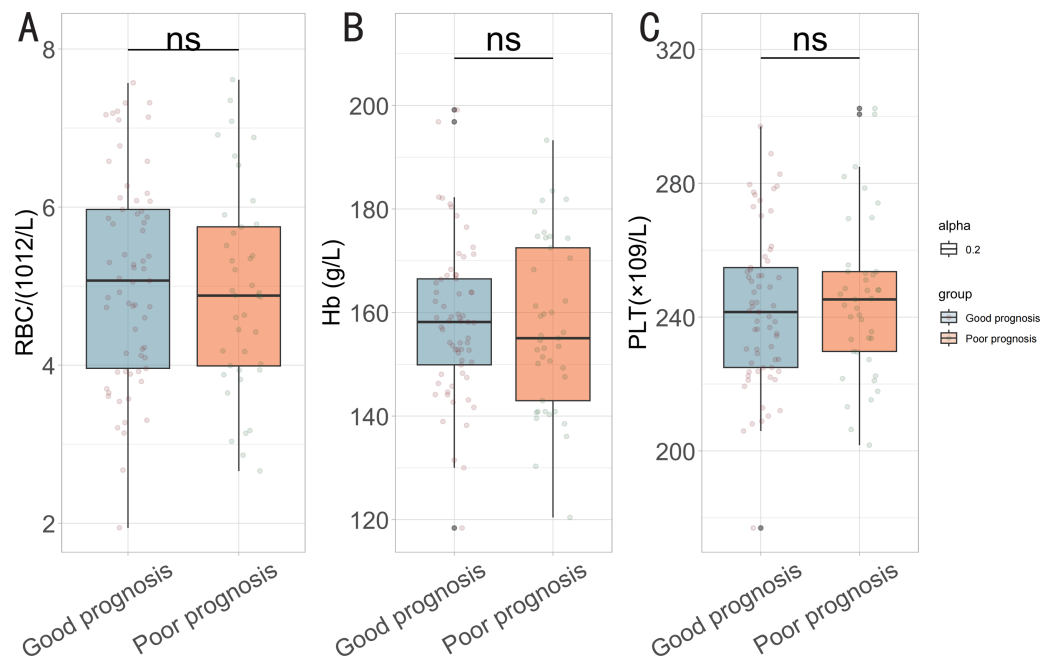 A
ns
RBC/(1012/L)
8
6
4
2
Good prognosis
Poor prognosis
B
ns
Hb (g/L)
200
180
160
140
120
Good prognosis
Poor prognosis
C
ns
PLT(×109/L)
320
280
240
200
Good prognosis
Poor prognosis
alpha
0.2
group
Good prognosis
Poor prognosis